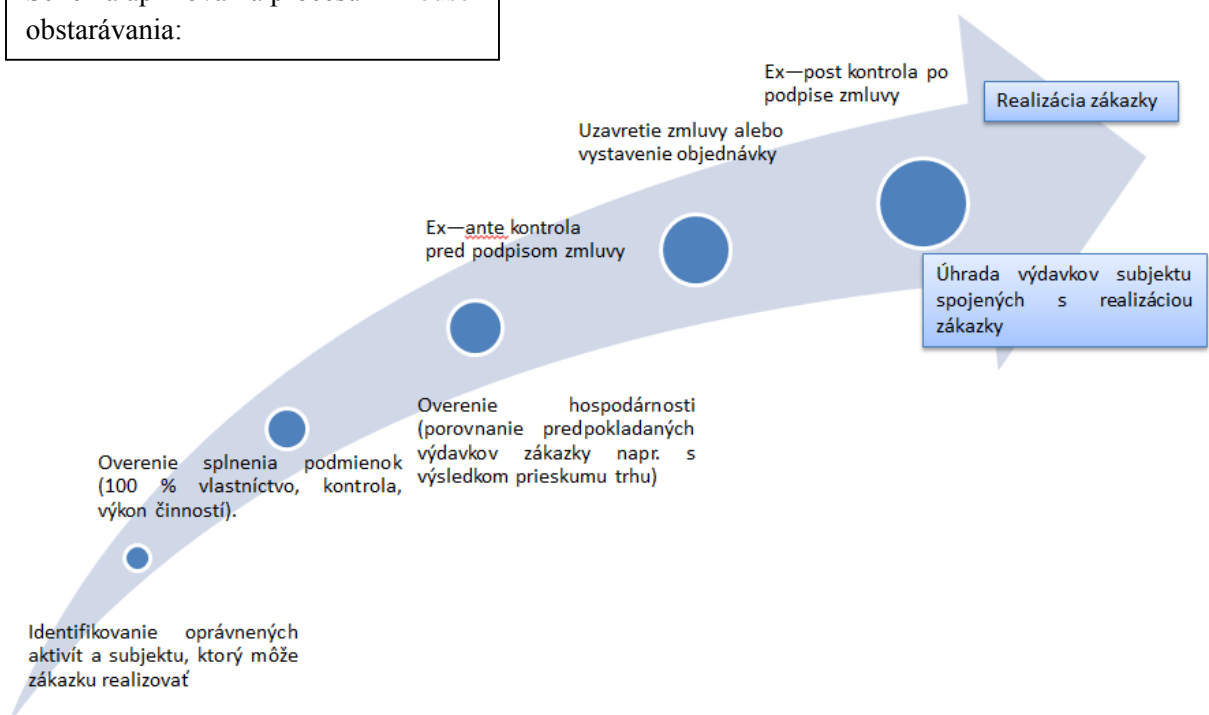 obstarávania:
Ex—post kontrola po
podpise zmluvy
Realizácia zákazky
Uzavretie zmluvy alebo
vystavenie objednávky
Ex—ante kontrola
pred podpisom zmluvy
Úhrada výdavkov subjektu
spojených s realizáciou
zákazky
Overenie hospodárnosti
(porovnanie predpokladaných
výdavkov zákazky napr. s
výsledkom prieskumu trhu)
Overenie splnenia podmienok
(100 % vlastníctvo, kontrola,
výkon činností).
Identifikovanie oprávnených
aktivít a subjektu, ktorý môže
zákazku realizovať